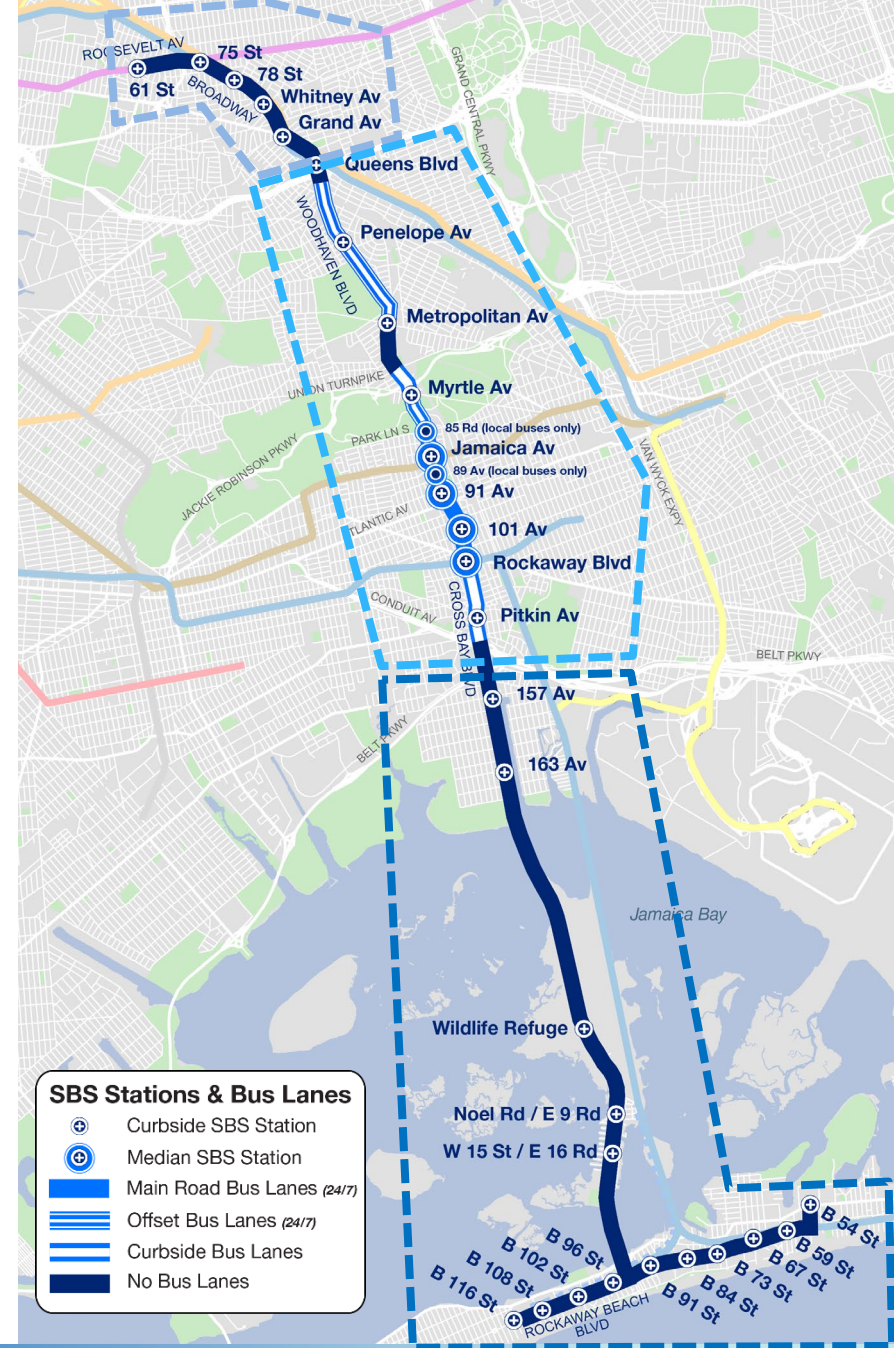 ROOSEVELT AV
75 St
61 St
78 St
BROADWAY
Whitney Av
Grand Av
GRAND CENTRAL PKWY
Queens Blvd
WOODHAVEN BLVD
Penelope Av
Metropolitan Av
UNION TURNPIKE
Myrtle Av
PARK LN S
85 Rd (local buses only)
Jamaica Av
JACKIE ROBINSON PKWY
89 Av (local buses only)
91 Av
VAN WYCK EXPY
TLANTIC AV
101 Av
Rockaway Blvd
CONDUIT AV
CROSS BAY BLVD
Pitkin Av
BELT PKWY
157 Av
BELT PKWY
163 Av
Jamaica Bay
Wildlife Refuge
Noel Rd / E 9 Rd
W 15 St / E 16 Rd
B 96 St
B 102 St
B 108 St
B 116 St
B 54 St
B 59 St
B 67 St
B 73 St
B 84 St
B 91 St
ROCKAWAY BEACH
BLVD
SBS Stations & Bus Lanes
Curbside SBS Station
Median SBS Station
Main Road Bus Lanes (24/7)
Offset Bus Lanes (24/7)
Curbside Bus Lanes
No Bus Lanes